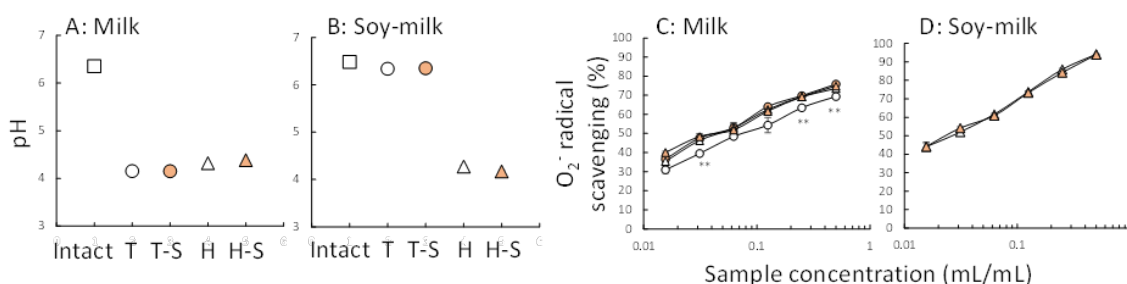 A: Milk
B: Soy-milk
C: Milk
D: Soy-milk
pH
7
6
5
4
3
Intact T T-S H H-S
7
6
5
4
3
Intact T T-S H H-S
O₂⁻ radical
scavenging (%)
100
90
80
70
60
50
40
30
20
10
0
** ** **
0.01 0.1 1
100
90
80
70
60
50
40
30
20
10
0
0.01 0.1
Sample concentration (mL/mL)